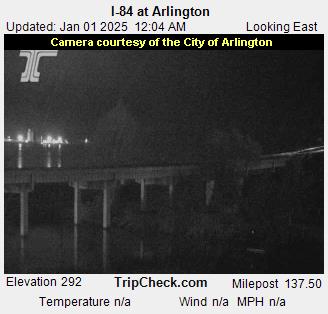 I-84 at Arlington
Updated: Jan 01 2025 12:04 AM Looking East
Camera courtesy of the City of Arlington
Elevation 292 TripCheck.com Milepost 137.50
Temperature n/a Wind n/a MPH n/a